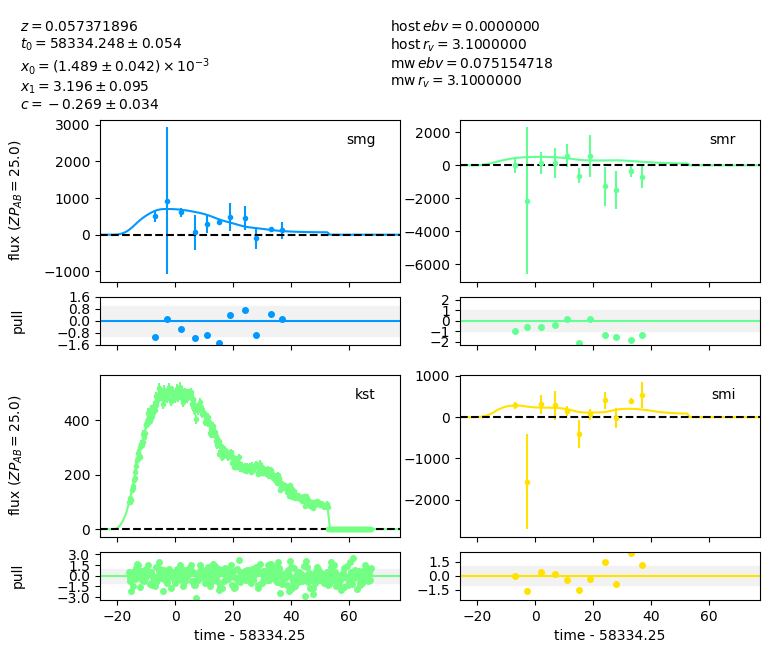 z = 0.057371896
t₀ = 58334.248 ± 0.054
x₀ = (1.489 ± 0.042) × 10⁻³
x₁ = 3.196 ± 0.095
c = −0.269 ± 0.034
host ebv = 0.0000000
host r_v = 3.1000000
mw ebv = 0.075154718
mw r_v = 3.1000000
smg
3000
2000
1000
0
−1000
flux (ZP_AB = 25.0)
smr
2000
0
−2000
−4000
−6000
1.6
0.8
0.0
−0.8
−1.6
pull
2
1
0
−1
−2
kst
400
200
0
flux (ZP_AB = 25.0)
smi
1000
0
−1000
−2000
3.0
1.5
0.0
−1.5
−3.0
pull
−20 0 20 40 60
time - 58334.25
1.5
0.0
−1.5
−20 0 20 40 60
time - 58334.25